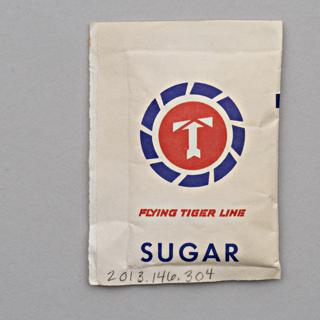 T
FLYING TIGER LINE
SUGAR
2013.146.304